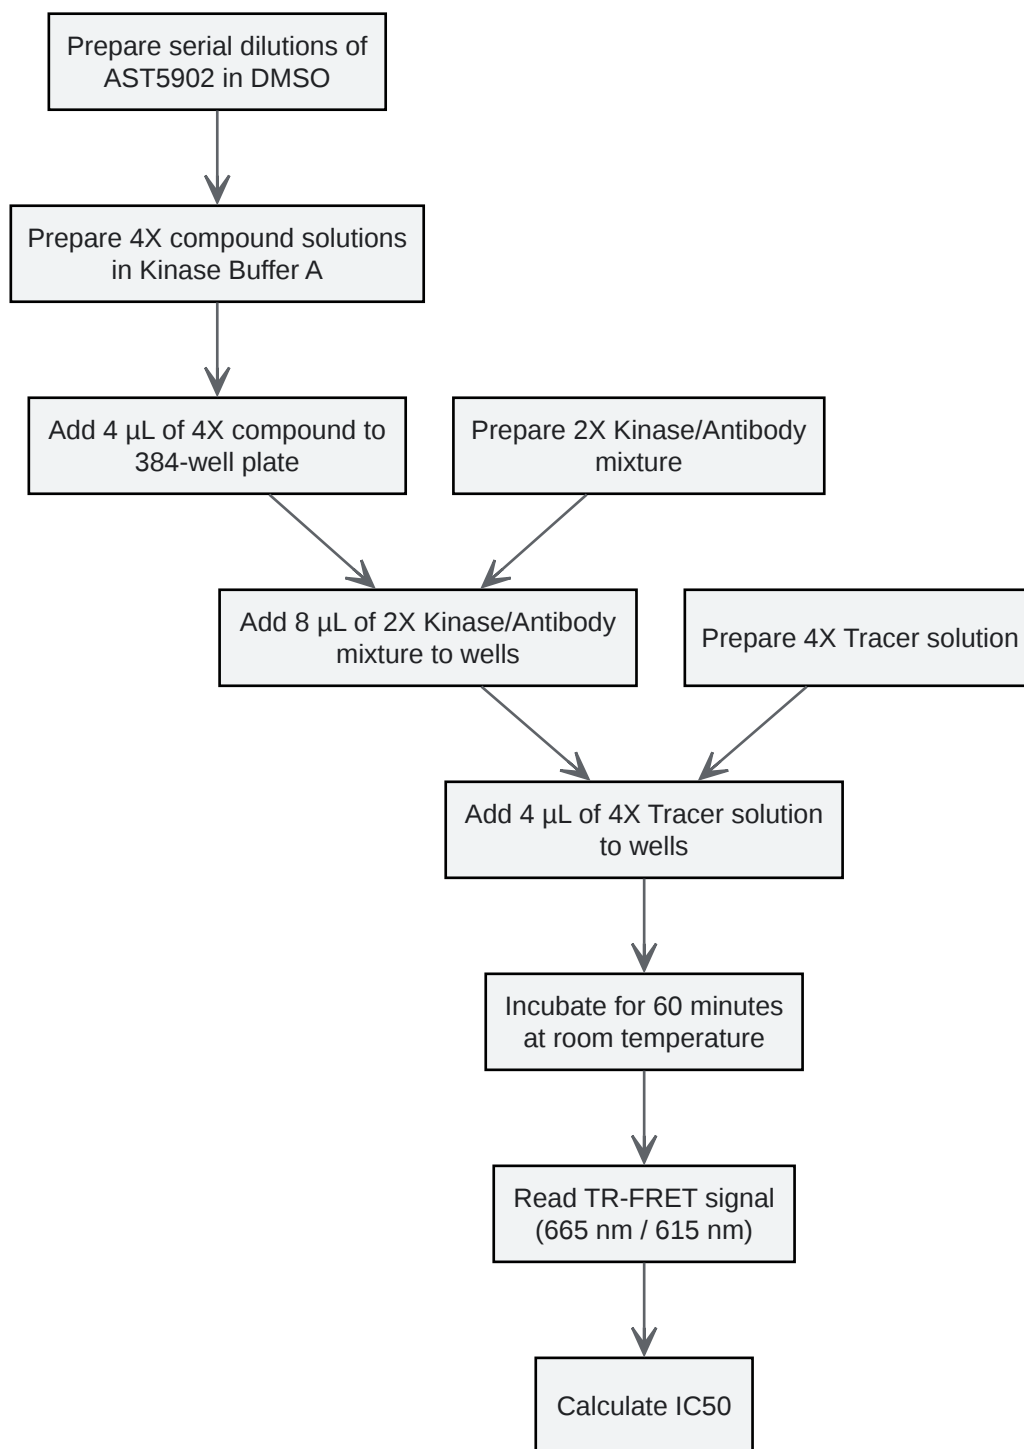 Prepare serial dilutions of
AST5902 in DMSO
Prepare 4X compound solutions
in Kinase Buffer A
Add 4 µL of 4X compound to
384-well plate
Prepare 2X Kinase/Antibody
mixture
Add 8 µL of 2X Kinase/Antibody
mixture to wells
Prepare 4X Tracer solution
Add 4 µL of 4X Tracer solution
to wells
Incubate for 60 minutes
at room temperature
Read TR-FRET signal
(665 nm / 615 nm)
Calculate IC50